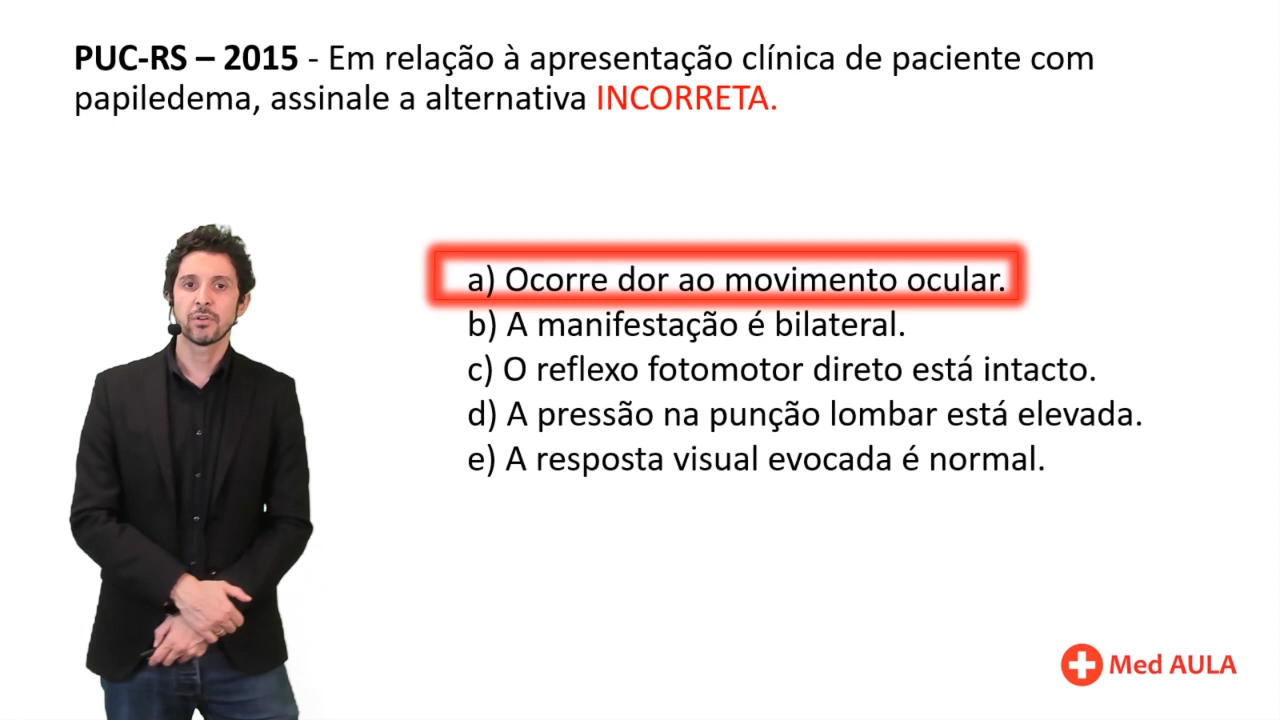 PUC-RS – 2015 - Em relação à apresentação clínica de paciente com
papiledema, assinale a alternativa INCORRETA.
a) Ocorre dor ao movimento ocular.
b) A manifestação é bilateral.
c) O reflexo fotomotor direto está intacto.
d) A pressão na punção lombar está elevada.
e) A resposta visual evocada é normal.
Med AULA